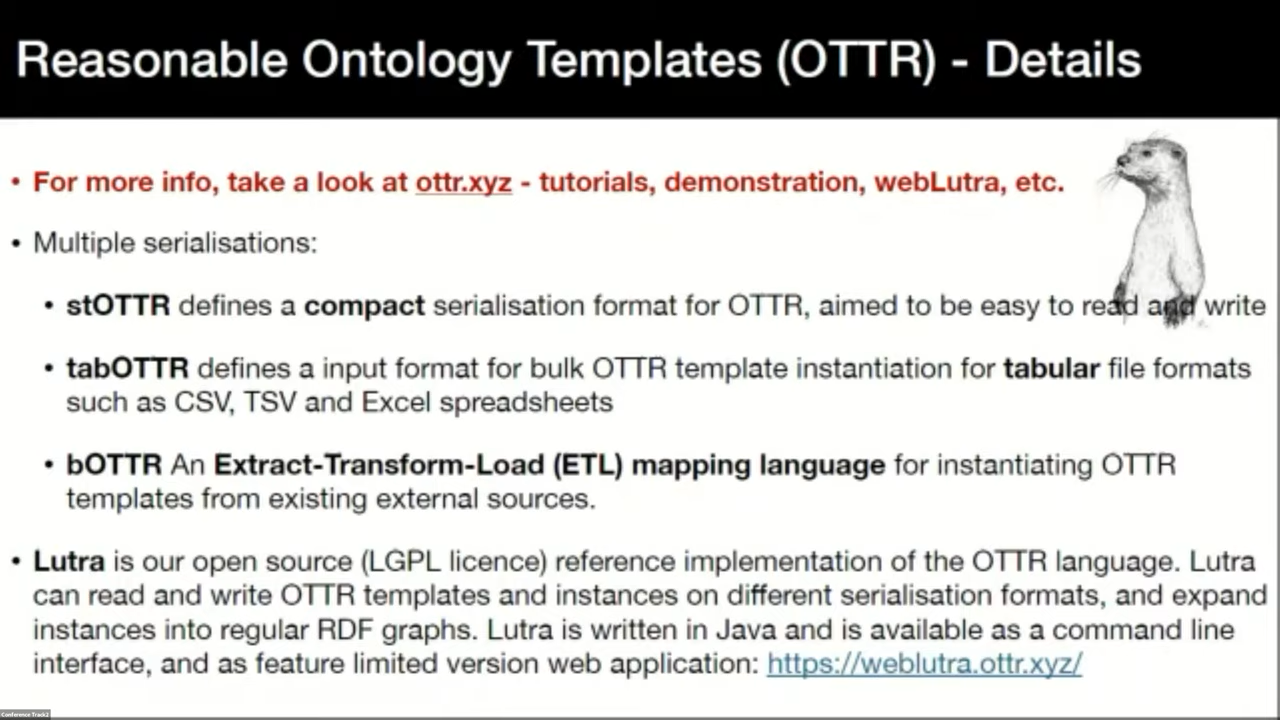 Reasonable Ontology Templates (OTTR) - Details
• For more info, take a look at ottr.xyz - tutorials, demonstration, webLutra, etc.
• Multiple serialisations:
• stOTTR defines a compact serialisation format for OTTR, aimed to be easy to read and write
• tabOTTR defines a input format for bulk OTTR template instantiation for tabular file formats
such as CSV, TSV and Excel spreadsheets
• bOTTR An Extract-Transform-Load (ETL) mapping language for instantiating OTTR
templates from existing external sources.
• Lutra is our open source (LGPL licence) reference implementation of the OTTR language. Lutra
can read and write OTTR templates and instances on different serialisation formats, and expand
instances into regular RDF graphs. Lutra is written in Java and is available as a command line
interface, and as feature limited version web application: https://weblutra.ottr.xyz/
Conference Track2